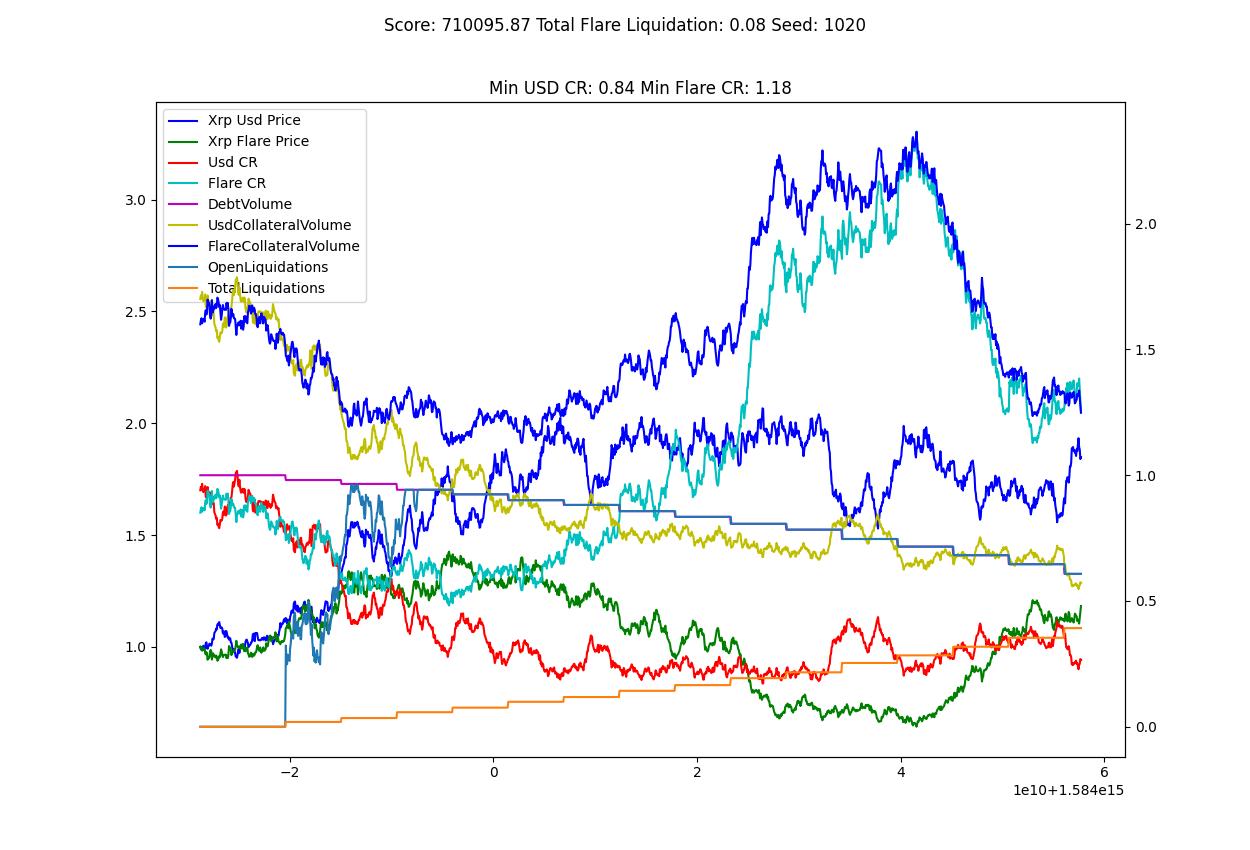 Score: 710095.87 Total Flare Liquidation: 0.08 Seed: 1020
Min USD CR: 0.84 Min Flare CR: 1.18
Xrp Usd Price
Xrp Flare Price
Usd CR
Flare CR
DebtVolume
UsdCollateralVolume
FlareCollateralVolume
OpenLiquidations
TotalLiquidations
3.0
2.5
2.0
1.5
1.0
2.0
1.5
1.0
0.5
0.0
−2
0
2
4
6
1e10+1.584e15